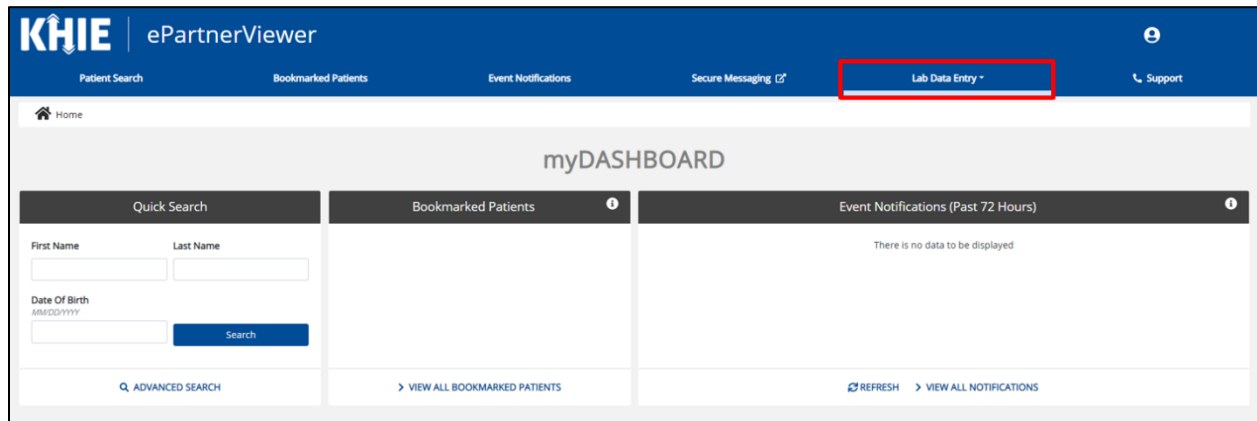 KHIE ePartnerViewer
Patient Search Bookmarked Patients Event Notifications Secure Messaging Lab Data Entry Support
Home
myDASHBOARD
Quick Search Bookmarked Patients Event Notifications (Past 72 Hours)
First Name Last Name There is no data to be displayed
Date Of Birth
MM/DD/YYYY
Search
ADVANCED SEARCH VIEW ALL BOOKMARKED PATIENTS REFRESH VIEW ALL NOTIFICATIONS